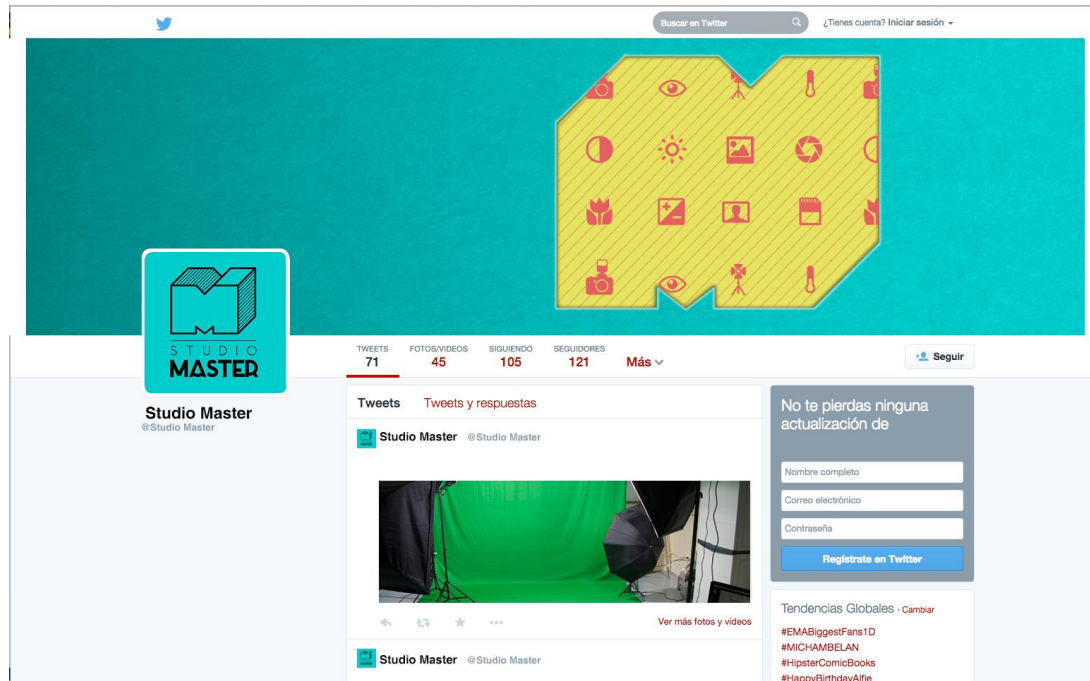 Buscar en Twitter
¿Tienes cuenta? Iniciar sesión
STUDIO
MASTER
Studio Master
@Studio Master
TWEETS
71
FOTOS/VIDEOS
45
SIGUIENDO
105
SEGUIDORES
121
Más
Seguir
Tweets
Tweets y respuestas
Studio Master @Studio Master
Ver más fotos y videos
Studio Master @Studio Master
No te pierdas ninguna
actualización de
Nombre completo
Correo electrónico
Contraseña
Regístrate en Twitter
Tendencias Globales · Cambiar
#EMABiggestFans1D
#MICHAMBELAN
#HipsterComicBooks
#HappyBirthdayAlfie